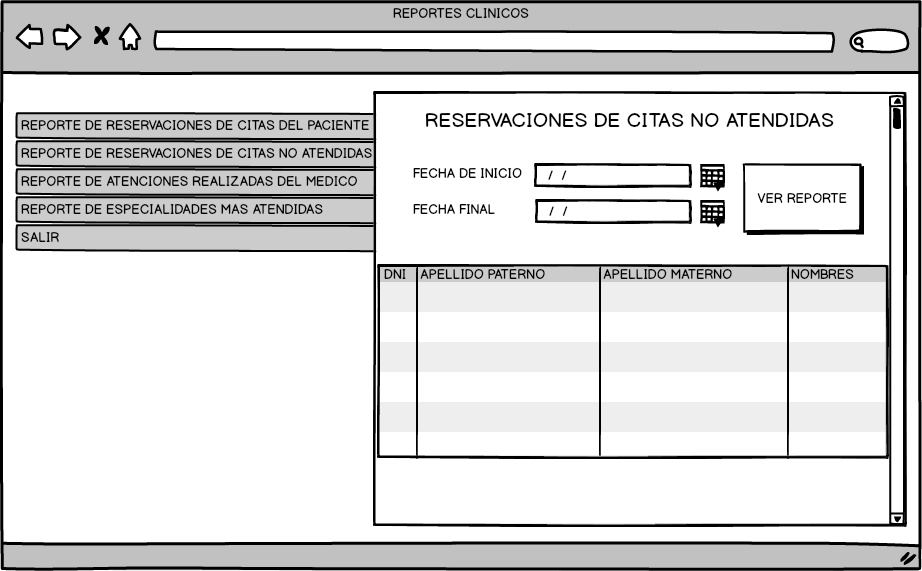 REPORTES CLINICOS
REPORTE DE RESERVACIONES DE CITAS DEL PACIENTE
REPORTE DE RESERVACIONES DE CITAS NO ATENDIDAS
REPORTE DE ATENCIONES REALIZADAS DEL MEDICO
REPORTE DE ESPECIALIDADES MAS ATENDIDAS
SALIR
RESERVACIONES DE CITAS NO ATENDIDAS
FECHA DE INICIO / /
FECHA FINAL / /
VER REPORTE
DNI APELLIDO PATERNO APELLIDO MATERNO NOMBRES